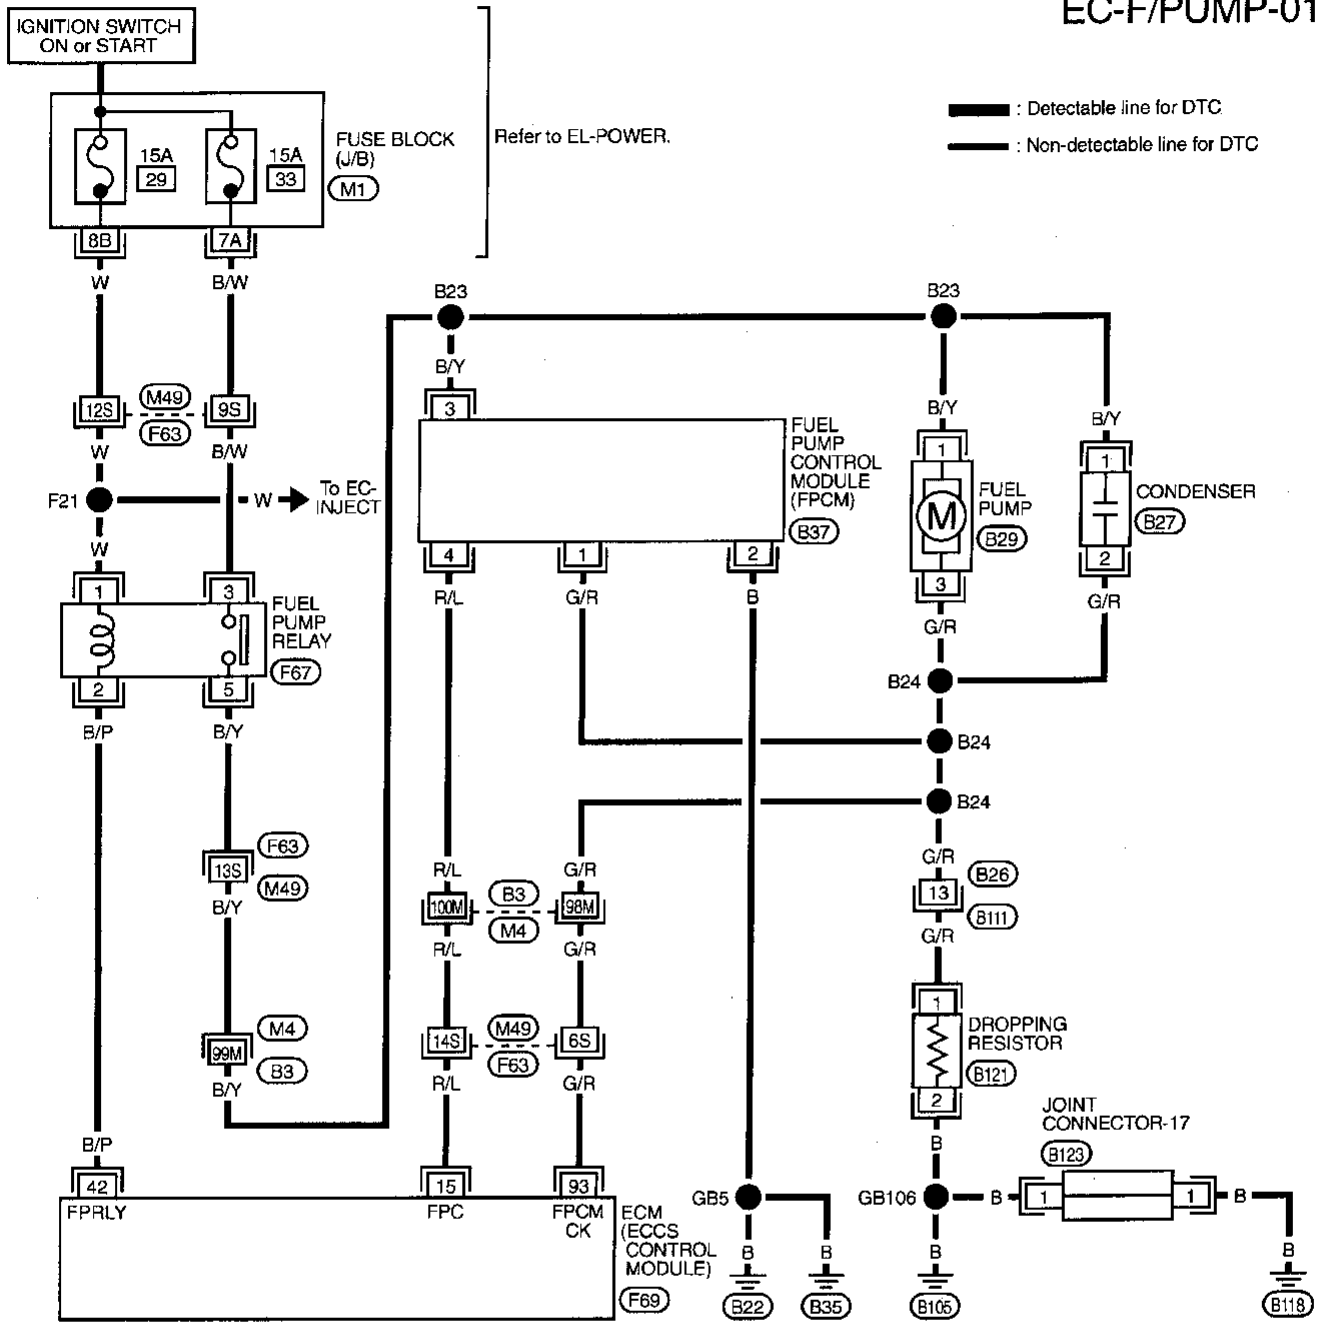 EC-F/PUMP-01
IGNITION SWITCH
ON or START
: Detectable line for DTC
: Non-detectable line for DTC
Refer to EL-POWER.
FUSE BLOCK
(J/B)
M1
15A
29
15A
33
8B
7A
W
B/W
B23
B23
B/Y
3
12S
M49
F63
9S
W
B/W
F21
W
To EC-
INJECT
W
FUEL
PUMP
CONTROL
MODULE
(FPCM)
B37
B/Y
1
M
FUEL
PUMP
B29
3
B/Y
1
CONDENSER
B27
2
4
1
2
R/L
G/R
B
G/R
G/R
1
3
FUEL
PUMP
RELAY
F67
2
5
B/P
B/Y
B24
B24
B24
F63
13S
M49
B/Y
R/L
G/R
100M
B3
M4
98M
R/L
G/R
G/R
B26
13
B111
G/R
M4
99M
B3
B/Y
14S
M49
F63
6S
R/L
G/R
1
DROPPING
RESISTOR
B121
2
B
JOINT
CONNECTOR-17
B123
B/P
42
15
93
FPRLY
FPC
FPCM
CK
ECM
(ECCS
CONTROL
MODULE)
F69
GB5
B
B
B22
B35
GB106
B
1
1
B
B
B
B105
B118